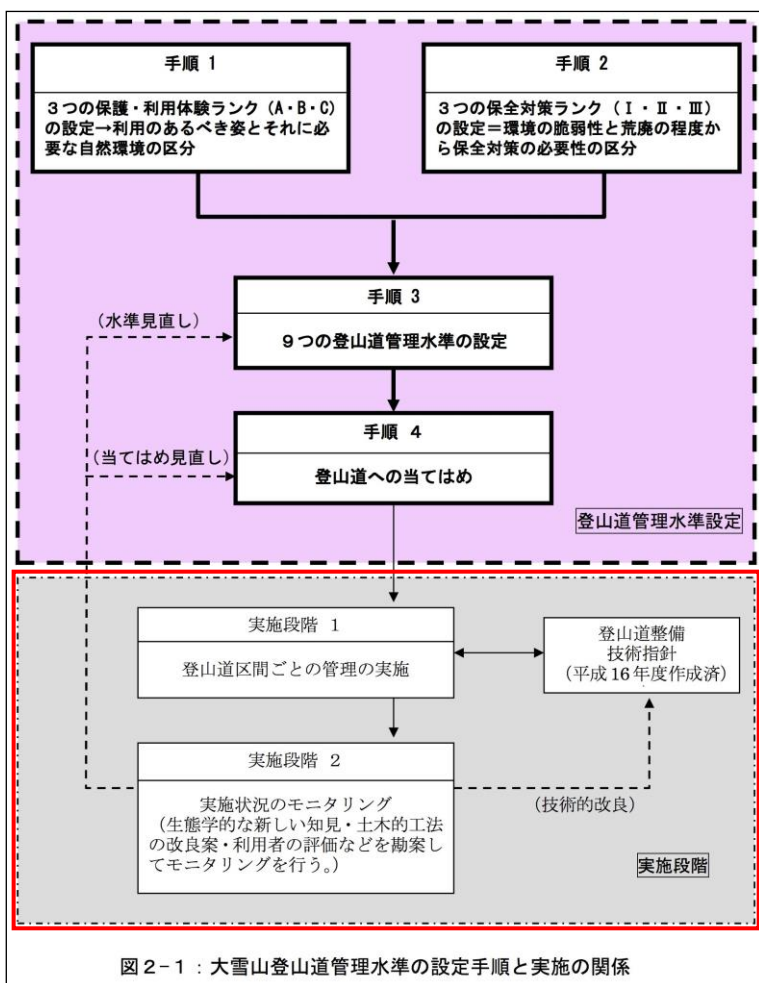 手順 1
3つの保護・利用体験ランク（A・B・C）
の設定→利用のあるべき姿とそれに必
要な自然環境の区分
手順 2
3つの保全対策ランク（Ⅰ・Ⅱ・Ⅲ）
の設定＝環境の脆弱性と荒廃の程度か
ら保全対策の必要性の区分
手順 3
9つの登山道管理水準の設定
（水準見直し）
手順 4
登山道への当てはめ
（当てはめ見直し）
登山道管理水準設定
実施段階 1
登山道区間ごとの管理の実施
登山道整備
技術指針
（平成16年度作成済）
実施段階 2
実施状況のモニタリング
（生態学的な新しい知見・土木的工法
の改良案・利用者の評価などを勘案し
てモニタリングを行う。）
（技術的改良）
実施段階
図2-1：大雪山登山道管理水準の設定手順と実施の関係